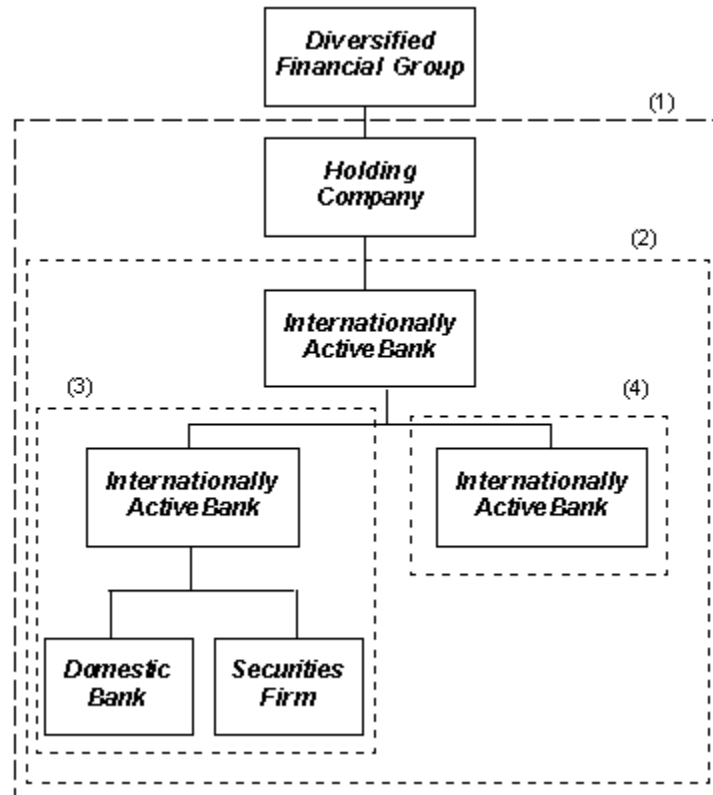 Diversified
Financial Group
(1)
Holding
Company
(2)
Internationally
Active Bank
(3)
(4)
Internationally
Active Bank
Internationally
Active Bank
Domestic
Bank
Securities
Firm